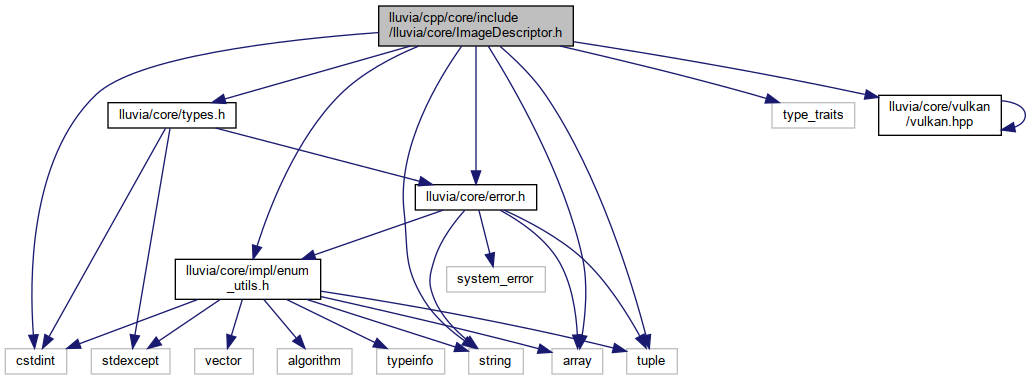 lluvia/cpp/core/include
/lluvia/core/ImageDescriptor.h
lluvia/core/types.h
type_traits
lluvia/core/vulkan
/vulkan.hpp
lluvia/core/error.h
lluvia/core/impl/enum
_utils.h
system_error
cstdint
stdexcept
vector
algorithm
typeinfo
string
array
tuple